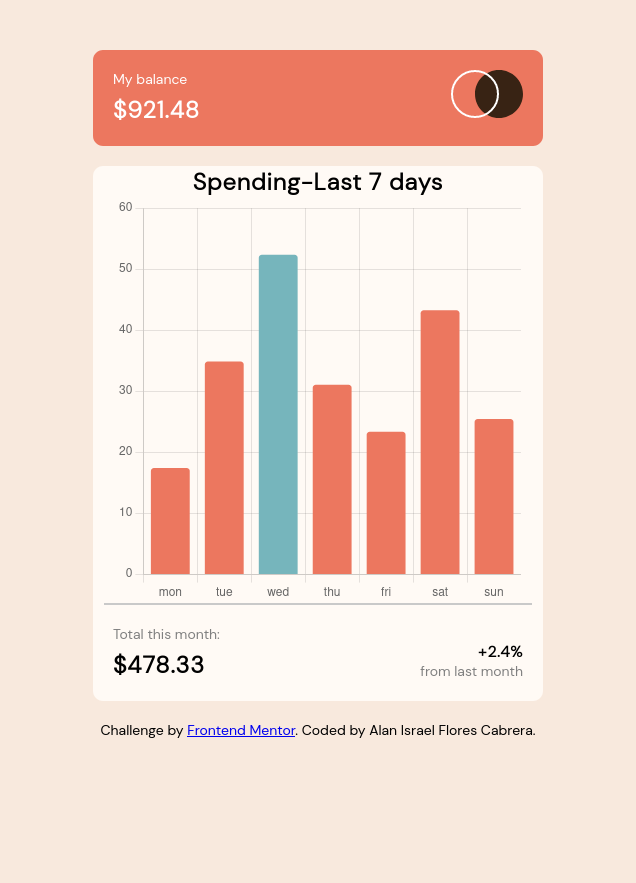 My balance
$921.48
Spending-Last 7 days
60
50
40
30
20
10
0
mon tue wed thu fri sat sun
Total this month:
$478.33
+2.4%
from last month
Challenge by Frontend Mentor. Coded by Alan Israel Flores Cabrera.